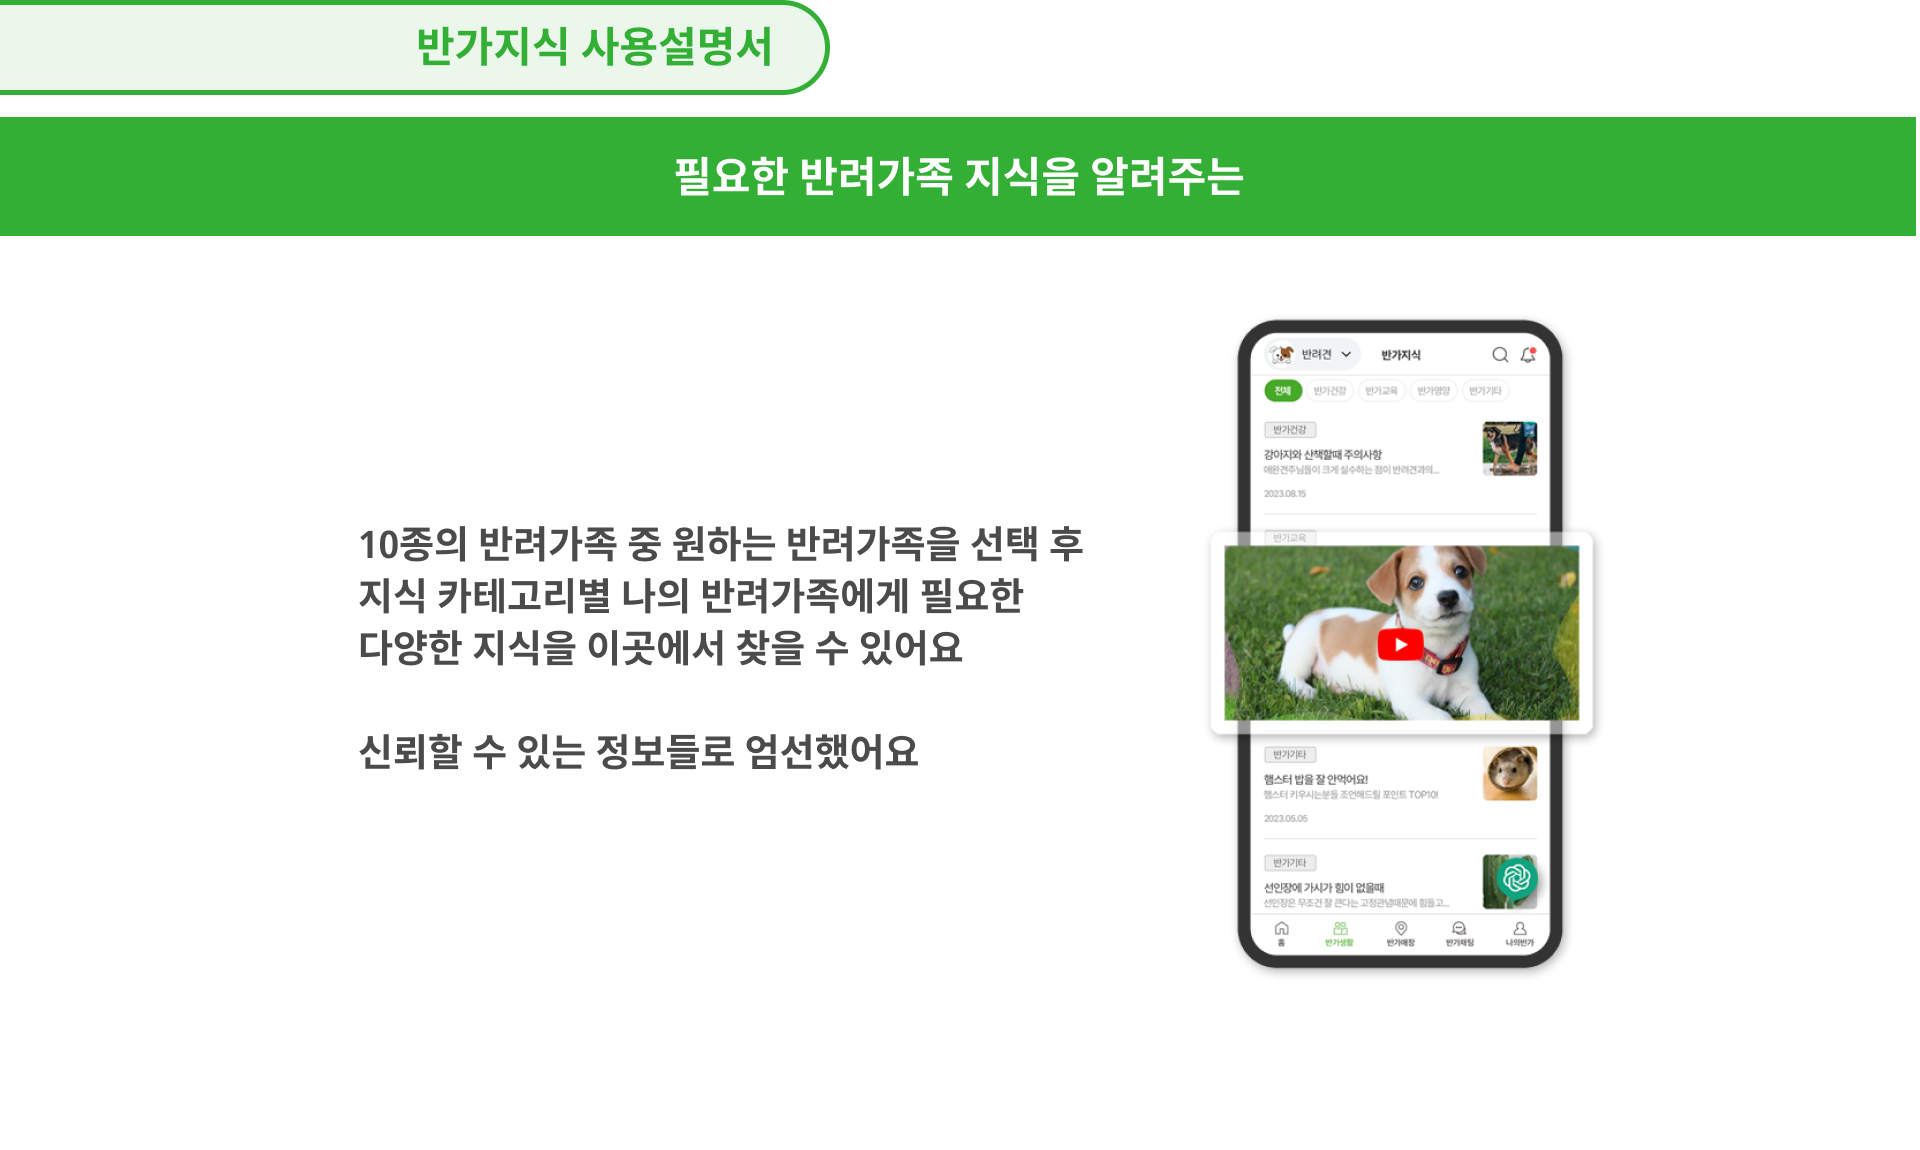 반가지식 사용설명서
필요한 반려가족 지식을 알려주는
10종의 반려가족 중 원하는 반려가족을 선택 후
지식 카테고리별 나의 반려가족에게 필요한
다양한 지식을 이곳에서 찾을 수 있어요
신뢰할 수 있는 정보들로 엄선했어요
반려견 반가지식
전체 반가건강 반가교육 반가영양 반가기타
반가건강
강아지와 산책할때 주의사항
애완견주님들이 크게 실수하는 점이 반려견과의...
2023.08.15
반가교육
반가기타
햄스터 밥을 잘 안먹어요!
햄스터 키우시는분들 조언해드릴 포인트 TOP10!
2023.05.05
반가기타
선인장에 가시가 힘이 없을때
선인장은 무조건 잘 큰다는 고정관념때문에 힘들고...
홈 반가생활 반가매장 반가채팅 나의반가